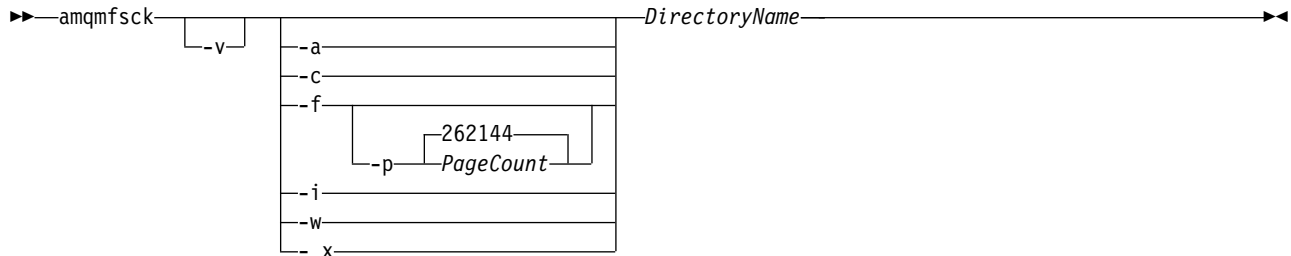 amqmfsck -v DirectoryName
-a
-c
-f
262144
-p PageCount
-i
-w
- x